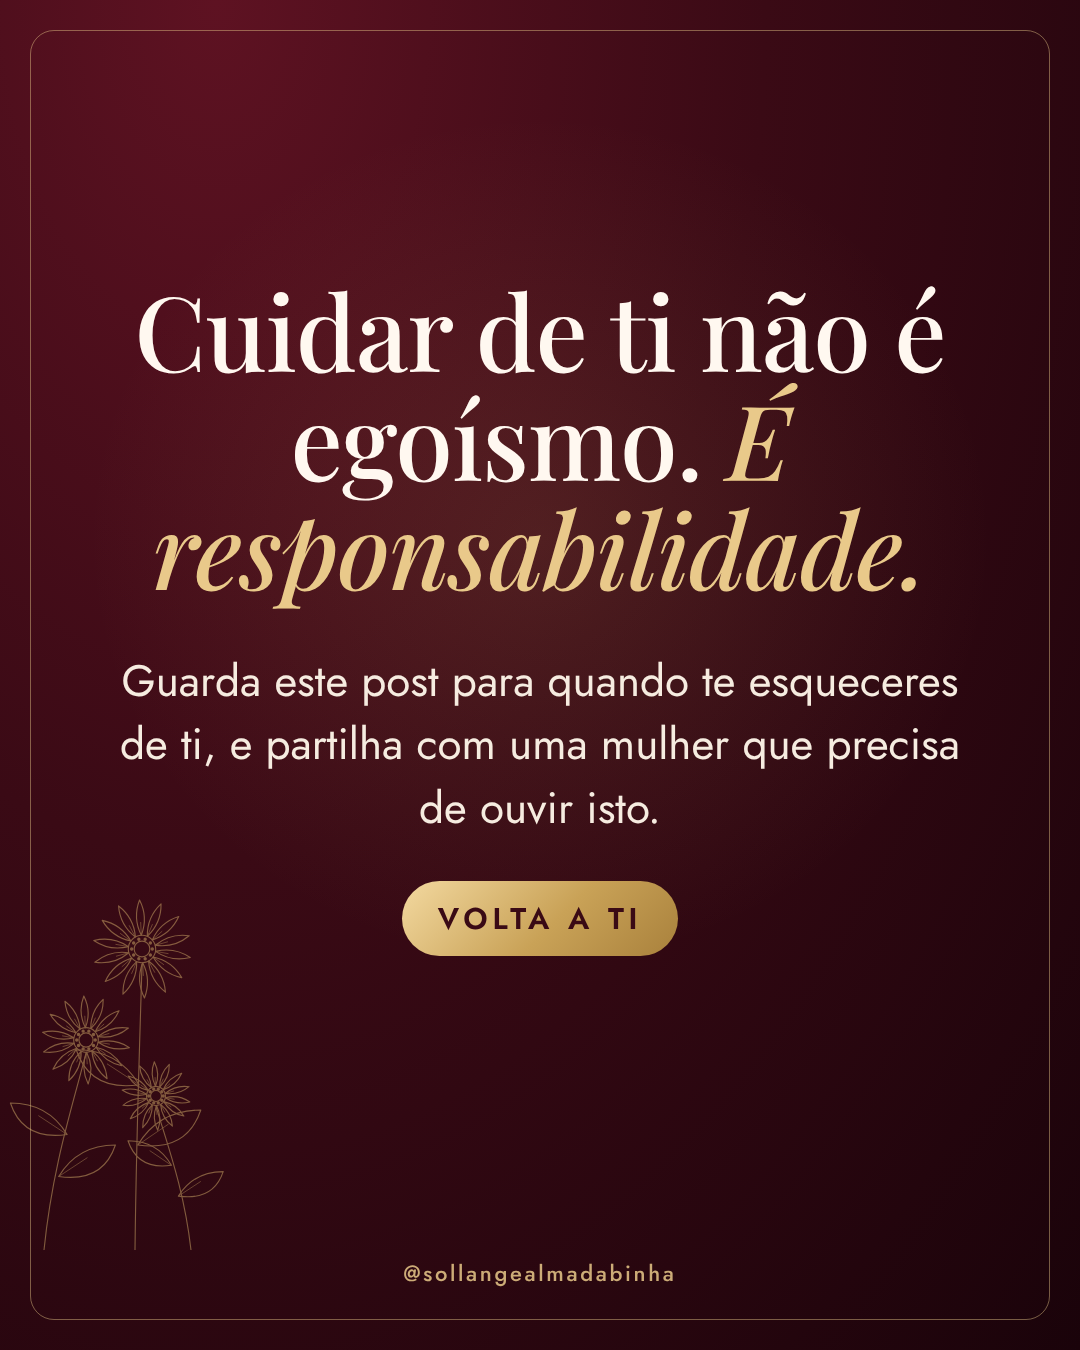 Cuidar de ti não é
egoísmo. É
responsabilidade.
Guarda este post para quando te esqueceres
de ti, e partilha com uma mulher que precisa
de ouvir isto.
VOLTA A TI
@sollangealmadabinha